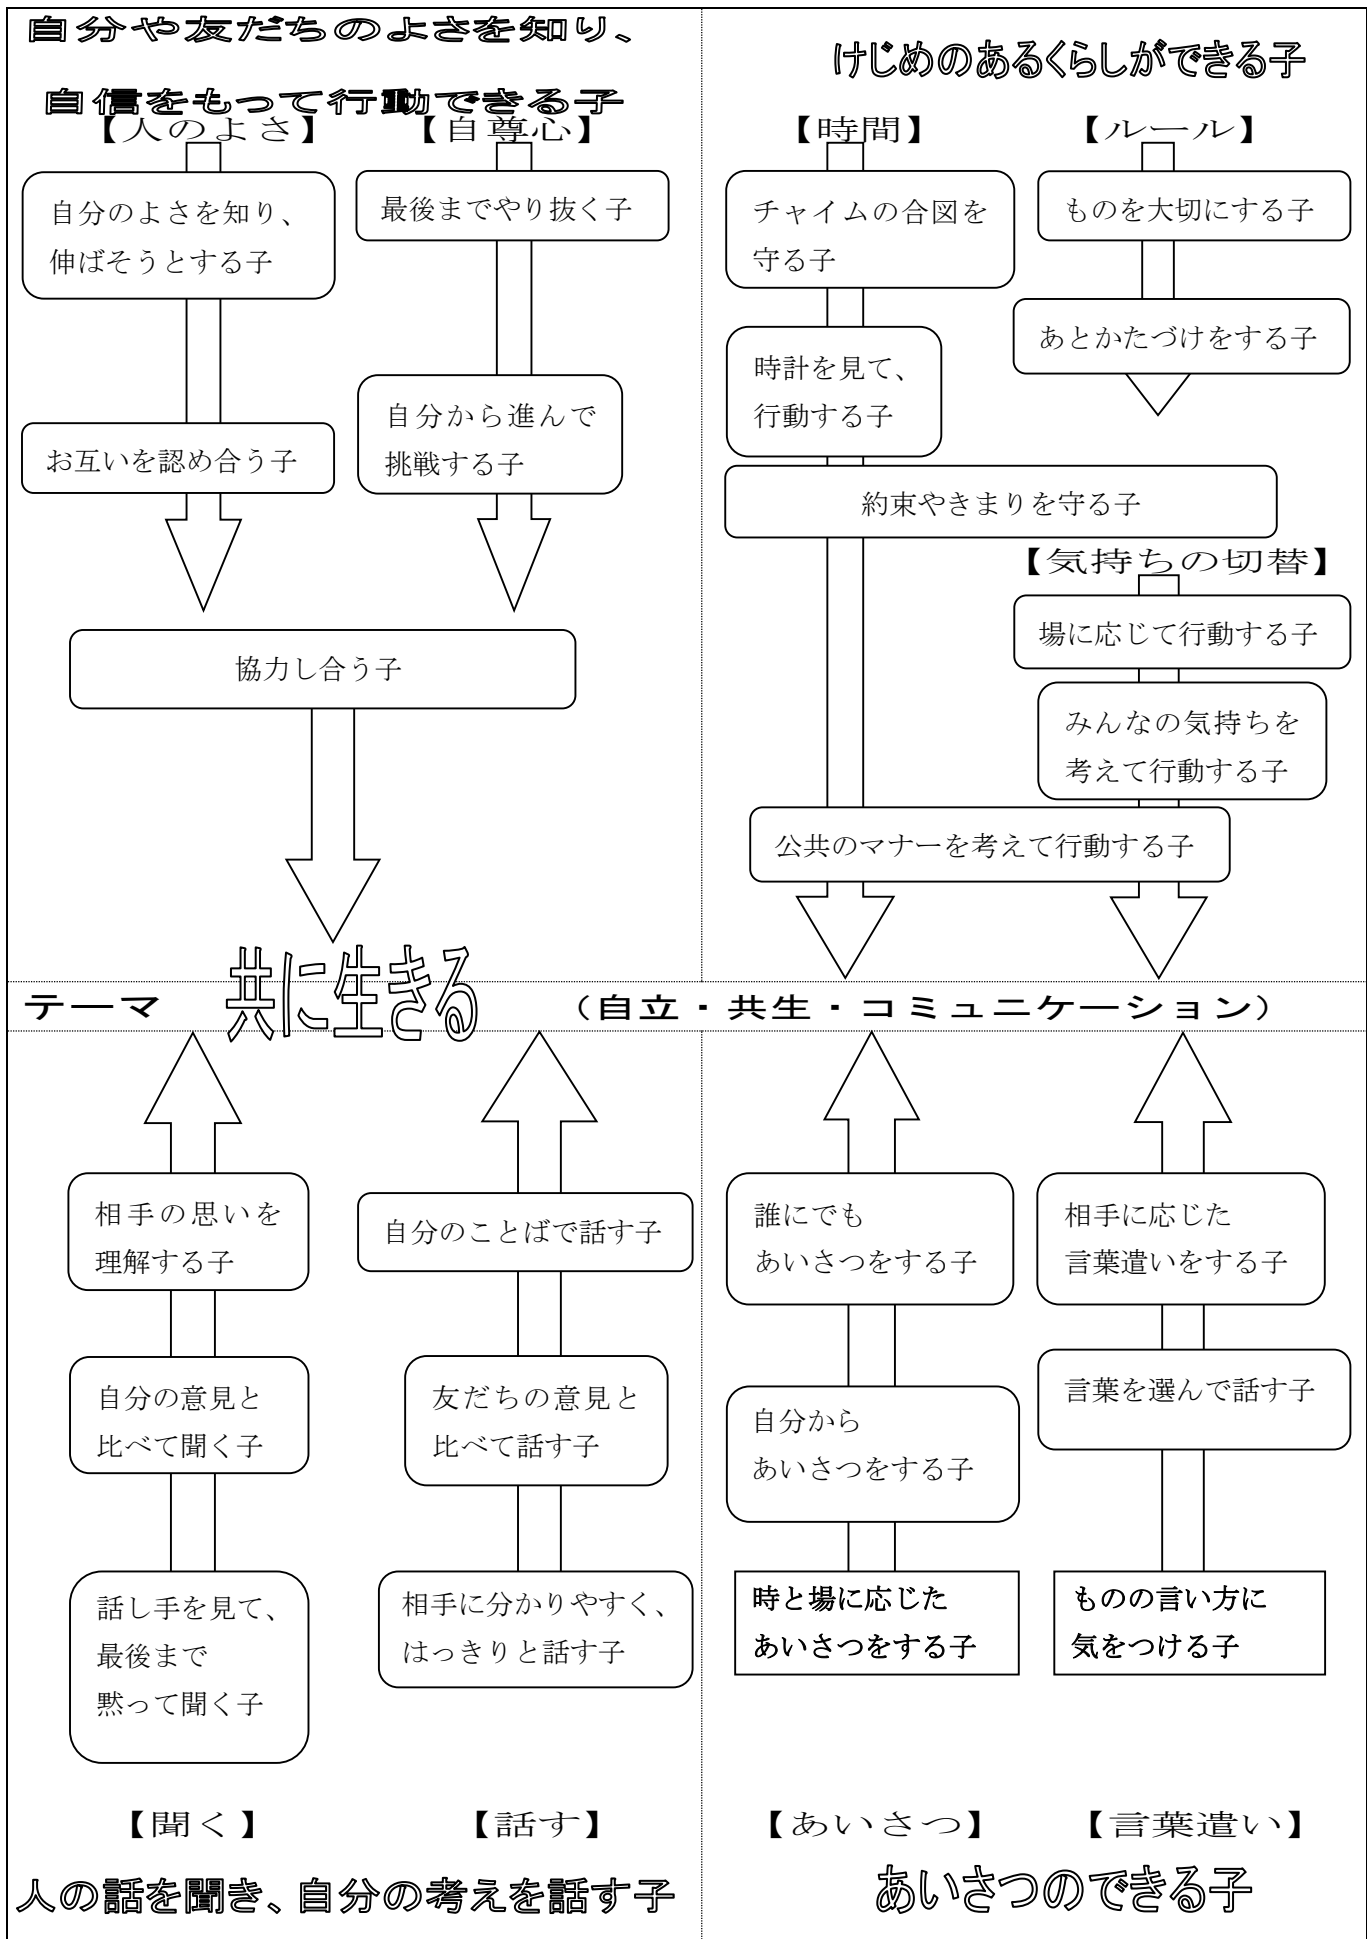 自分や友だちのよさを知り、
自信をもって行動できる子
【人のよさ】
【自尊心】
自分のよさを知り、
伸ばそうとする子
最後までやり抜く子
お互いを認め合う子
自分から進んで
挑戦する子
協力し合う子
けじめのあるくらしができる子
【時間】
【ルール】
チャイムの合図を
守る子
ものを大切にする子
時計を見て、
行動する子
あとかたづけをする子
約束やきまりを守る子
【気持ちの切替】
場に応じて行動する子
みんなの気持ちを
考えて行動する子
公共のマナーを考えて行動する子
テーマ 共に生きる (自立・共生・コミュニケーション)
相手の思いを
理解する子
自分のことばで話す子
自分の意見と
比べて聞く子
友だちの意見と
比べて話す子
話し手を見て、
最後まで
黙って聞く子
相手に分かりやすく、
はっきりと話す子
【聞く】
【話す】
人の話を聞き、自分の考えを話す子
誰にでも
あいさつをする子
相手に応じた
言葉遣いをする子
自分から
あいさつをする子
言葉を選んで話す子
時と場に応じた
あいさつをする子
ものの言い方に
気をつける子
【あいさつ】
【言葉遣い】
あいさつのできる子